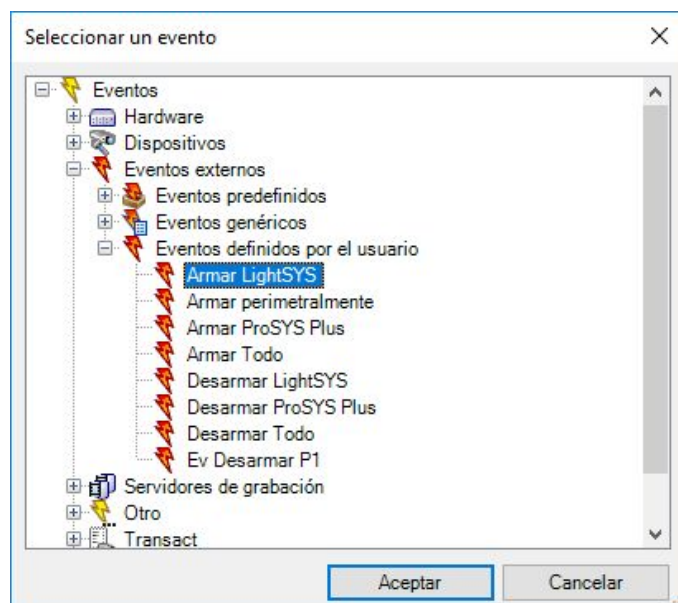 Seleccionar un evento
Eventos
Hardware
Dispositivos
Eventos externos
Eventos predefinidos
Eventos genéricos
Eventos definidos por el usuario
Armar LightSYS
Armar perimetralmente
Armar ProSYS Plus
Armar Todo
Desarmar LightSYS
Desarmar ProSYS Plus
Desarmar Todo
Ev Desarmar P1
Servidores de grabación
Otro
Transact
Aceptar
Cancelar